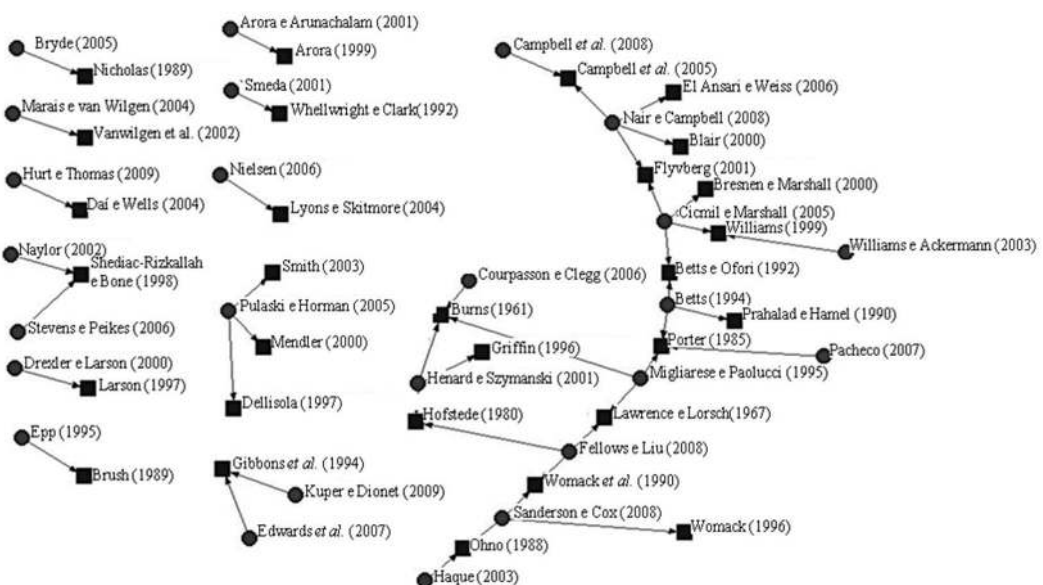 Bryde (2005)
Nicholas (1989)
Marais e van Wilgen (2004)
Vanwilgen et al. (2002)
Hurt e Thomas (2009)
Daí e Wells (2004)
Naylor (2002)
Shediac-Rizkallah
e Bone (1998)
Stevens e Peikes (2006)
Drexler e Larson (2000)
Larson (1997)
Epp (1995)
Brush (1989)
Arora e Arunachalam (2001)
Arora (1999)
Smeda (2001)
Whellwright e Clark(1992)
Nielsen (2006)
Lyons e Skitmore (2004)
Smith (2003)
Pulaski e Horman (2005)
Mendler (2000)
Dellisola (1997)
Gibbons et al. (1994)
Kuper e Dionet (2009)
Edwards et al. (2007)
Campbell et al. (2008)
Campbell et al. (2005)
El Ansari e Weiss (2006)
Nair e Campbell (2008)
Blair (2000)
Flyvberg (2001)
Bresnen e Marshall (2000)
Cicmil e Marshall (2005)
Williams (1999)
Williams e Ackermann (2003)
Betts e Ofori (1992)
Courpasson e Clegg (2006)
Betts (1994)
Burns (1961)
Prahalad e Hamel (1990)
Porter (1985)
Griffin (1996)
Pacheco (2007)
Migliarese e Paolucci (1995)
Henard e Szymanski (2001)
Hofstede (1980)
Lawrence e Lorsch(1967)
Fellows e Liu (2008)
Womack et al. (1990)
Sanderson e Cox (2008)
Womack (1996)
Ohno (1988)
Haque (2003)